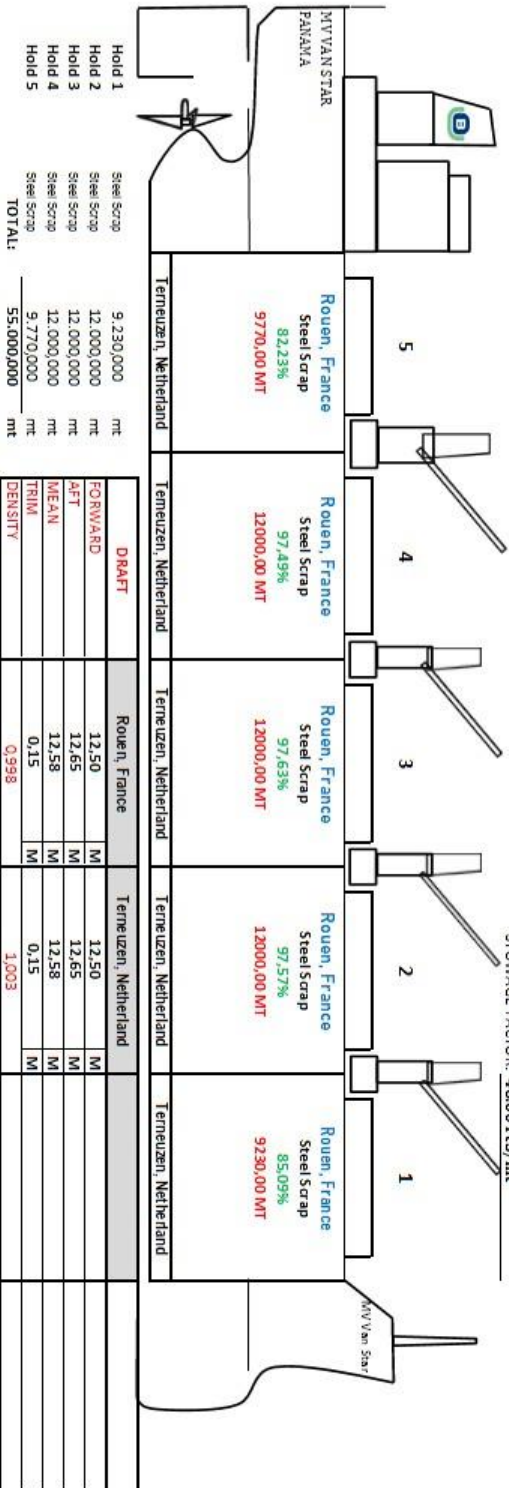 MV VAN STAR
PANAMA
B
5
4
3
2
1
MV Van Star
Rouen, France
Steel Scrap
82,23%
9770,00 MT
Rouen, France
Steel Scrap
97,49%
12000,00 MT
Rouen, France
Steel Scrap
97,63%
12000,00 MT
Rouen, France
Steel Scrap
97,57%
12000,00 MT
Rouen, France
Steel Scrap
85,09%
9230,00 MT
Terneuzen, Netherland
Terneuzen, Netherland
Terneuzen, Netherland
Terneuzen, Netherland
Terneuzen, Netherland
Hold 1 Steel Scrap 9.230,000 mt
Hold 2 Steel Scrap 12.000,000 mt
Hold 3 Steel Scrap 12.000,000 mt
Hold 4 Steel Scrap 12.000,000 mt
Hold 5 Steel Scrap 9.770,000 mt
TOTAL: 55.000,000 mt
DRAFT Rouen, France Terneuzen, Netherland
FORWARD 12,50 M 12,50 M
AFT 12,65 M 12,65 M
MEAN 12,58 M 12,58 M
TRIM 0,15 M 0,15 M
DENSITY 0,998 1,003